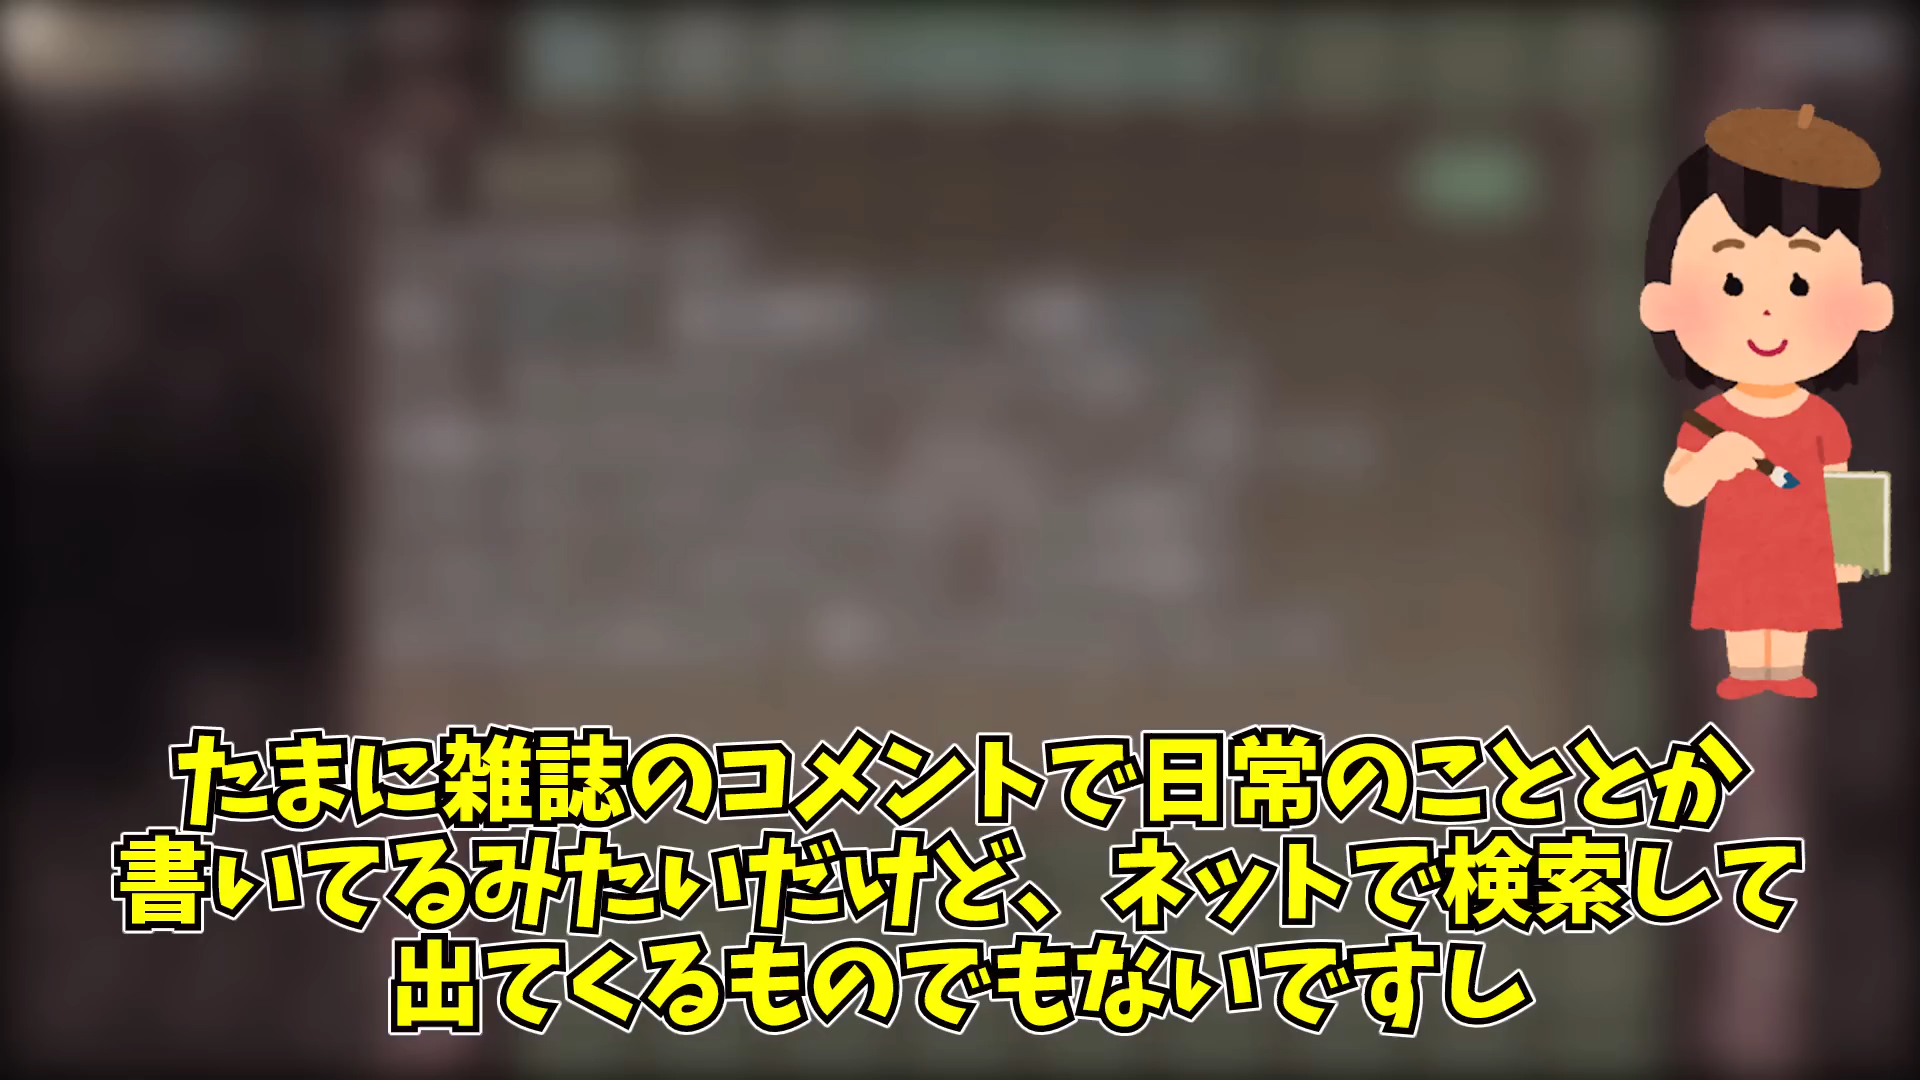 たまに雑誌のコメントで日常のこととか
書いてるみたいだけど、ネットで検索して
出てくるものでもないですし